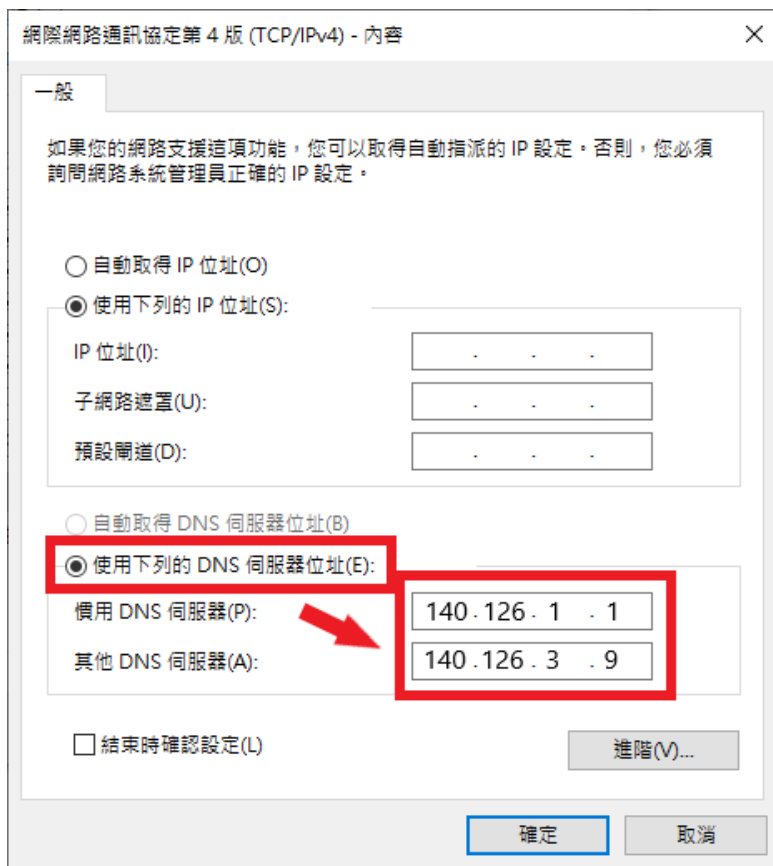 網際網路通訊協定第 4 版 (TCP/IPv4) - 內容
一般
如果您的網路支援這項功能，您可以取得自動指派的 IP 設定。否則，您必須
詢問網路系統管理員正確的 IP 設定。
自動取得 IP 位址(O)
使用下列的 IP 位址(S):
IP 位址(I):
. . .
子網路遮罩(U):
. . .
預設閘道(D):
. . .
自動取得 DNS 伺服器位址(B)
使用下列的 DNS 伺服器位址(E):
慣用 DNS 伺服器(P):
140 . 126 . 1 . 1
其他 DNS 伺服器(A):
140 . 126 . 3 . 9
結束時確認設定(L)
進階(V)...
確定
取消